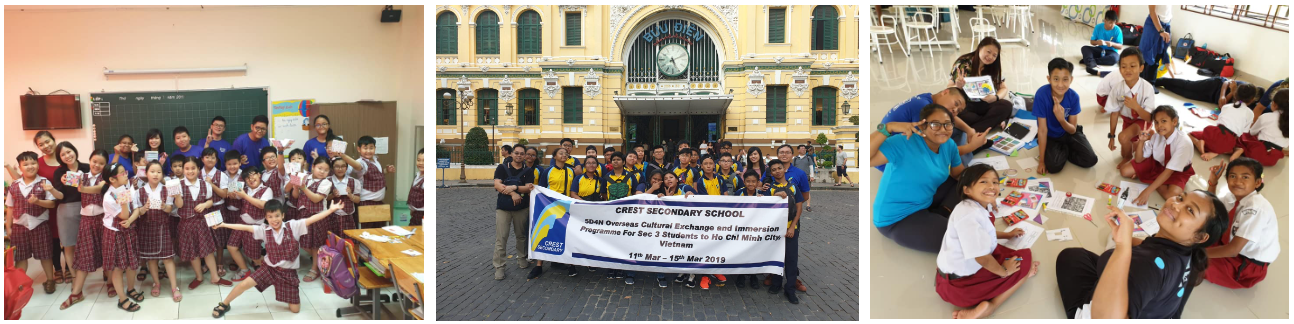 BƯU ĐIỆN
CREST SECONDARY SCHOOL
5D4N Overseas Cultural Exchange and Immersion
Programme For Sec 3 Students to Ho Chi Minh City,
Vietnam
11th Mar – 15th Mar 2019
CREST
SECONDARY